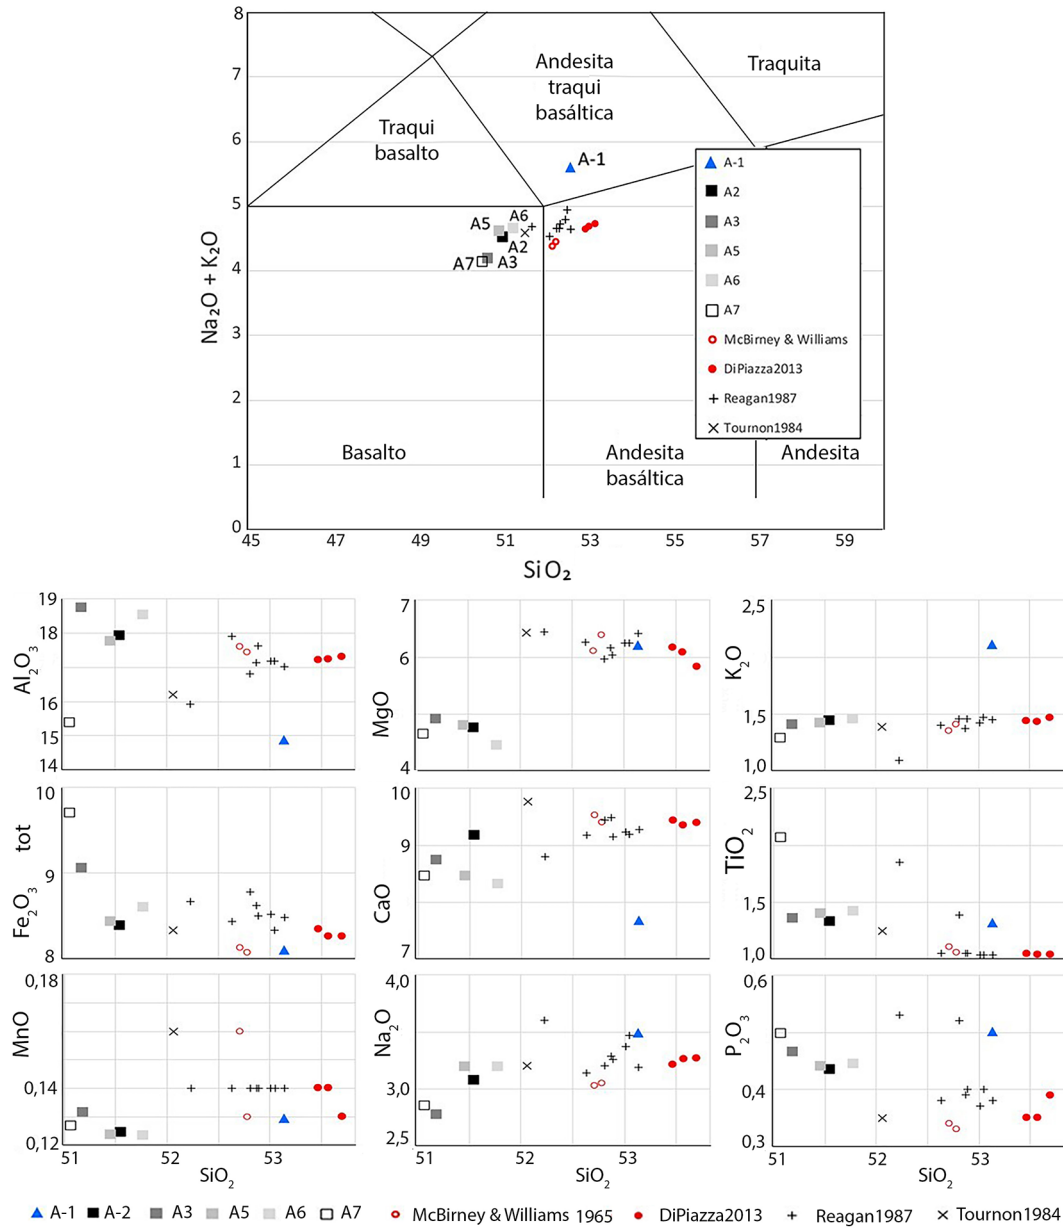 8
7
6
5
4
3
2
1
0
Na₂O + K₂O
Andesita
traqui
basáltica
Traquita
Traqui
basalto
A-1
A5
A6
A2
A7
A3
Basalto
Andesita
basáltica
Andesita
A-1
A2
A3
A5
A6
A7
McBirney & Williams
DiPiazza2013
Reagan1987
Tournon1984
45 47 49 51 53 55 57 59
SiO₂
19
18
16
15
14
Al₂O₃
7
6
4
MgO
2,5
1,5
1,0
K₂O
10
9
8
Fe₂O₃ tot
10
9
7
CaO
2,5
1,5
1,0
TiO₂
0,18
0,14
0,12
MnO
4,0
3,0
2,5
Na₂O
0,6
0,4
0,3
P₂O₃
51 52 53
SiO₂
51 52 53
SiO₂
51 52 53
SiO₂
A-1 A-2 A3 A5 A6 A7 McBirney & Williams 1965 DiPiazza2013 Reagan1987 Tournon1984